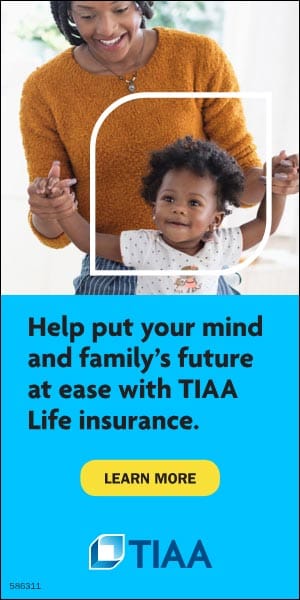 Help put your mind
and family's future
at ease with TIAA
Life insurance.
LEARN MORE
TIAA
586311